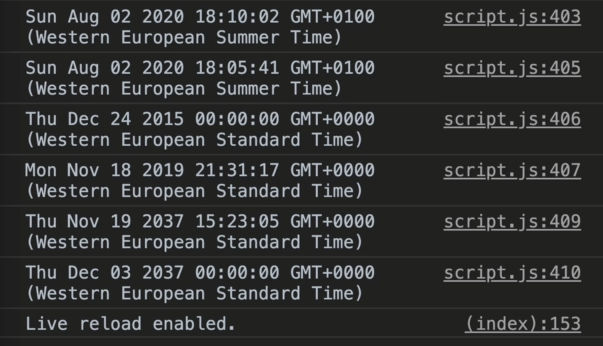 Sun Aug 02 2020 18:10:02 GMT+0100 script.js:403
(Western European Summer Time)
Sun Aug 02 2020 18:05:41 GMT+0100 script.js:405
(Western European Summer Time)
Thu Dec 24 2015 00:00:00 GMT+0000 script.js:406
(Western European Standard Time)
Mon Nov 18 2019 21:31:17 GMT+0000 script.js:407
(Western European Standard Time)
Thu Nov 19 2037 15:23:05 GMT+0000 script.js:409
(Western European Standard Time)
Thu Dec 03 2037 00:00:00 GMT+0000 script.js:410
(Western European Standard Time)
Live reload enabled. (index):153